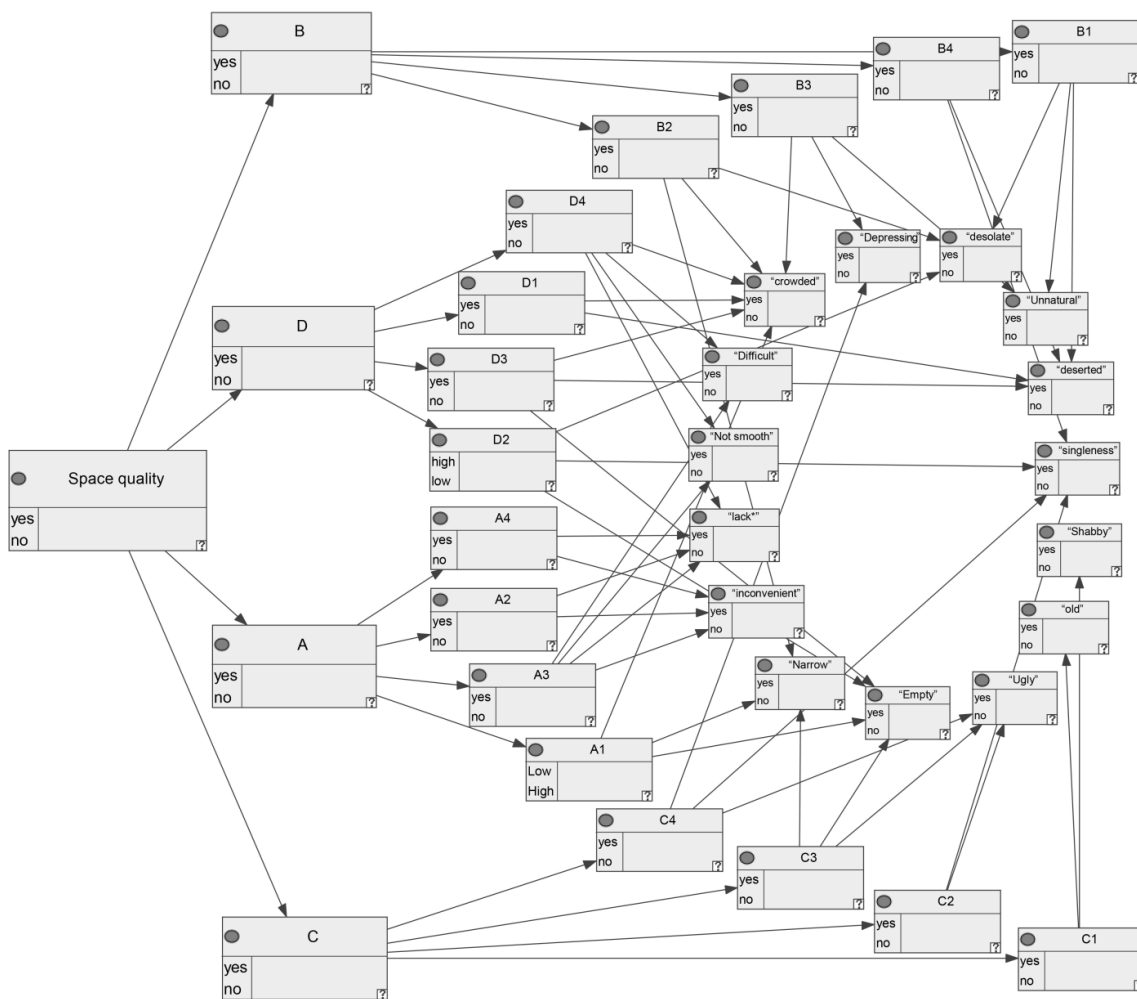 B
yes
no
?
B4
yes
no
?
B1
yes
no
?
B3
yes
no
?
B2
yes
no
?
D4
yes
no
?
"Depressing"
yes
no
?
"desolate"
yes
no
?
D1
yes
no
?
"crowded"
yes
no
?
"Unnatural"
yes
no
?
D
yes
no
?
D3
yes
no
?
"Difficult"
yes
no
?
"deserted"
yes
no
?
D2
high
low
?
"Not smooth"
yes
no
?
"singleness"
yes
no
?
Space quality
yes
no
?
A4
yes
no
?
"lack*"
yes
no
?
"Shabby"
yes
no
?
A2
yes
no
?
"inconvenient"
yes
no
?
"old"
yes
no
?
A
yes
no
?
A3
yes
no
?
"Narrow"
yes
no
?
"Empty"
yes
no
?
"Ugly"
yes
no
?
A1
Low
High
?
C4
yes
no
?
C3
yes
no
?
C2
yes
no
?
C
yes
no
?
C1
yes
no
?